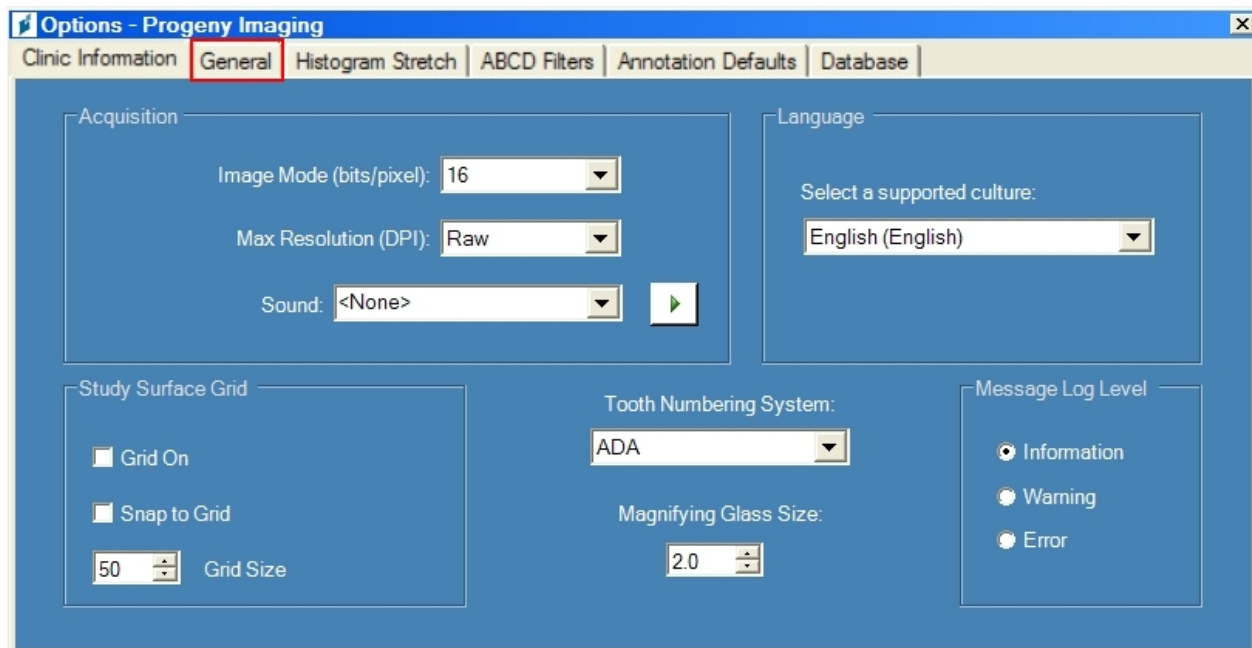 Options - Progeny Imaging
Clinic Information General Histogram Stretch ABCD Filters Annotation Defaults Database
Acquisition
Image Mode (bits/pixel): 16
Max Resolution (DPI): Raw
Sound: <None>
Language
Select a supported culture:
English (English)
Study Surface Grid
Grid On
Snap to Grid
50 Grid Size
Tooth Numbering System:
ADA
Magnifying Glass Size:
2.0
Message Log Level
Information
Warning
Error